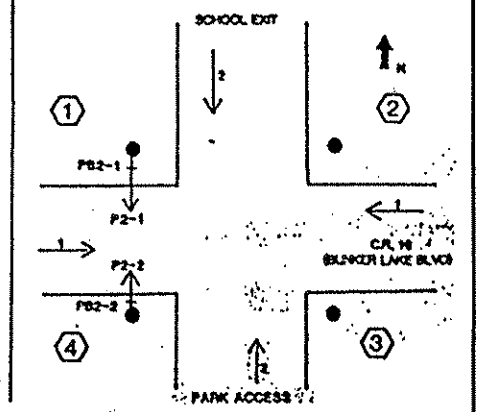 SCHOOL EXIT
2
N
1
2
PB2-1
P2-1
1
1
C.R. 16
(BUNKER LAKE BLVD)
P2-2
PB2-2
4
3
2
PARK ACCESS